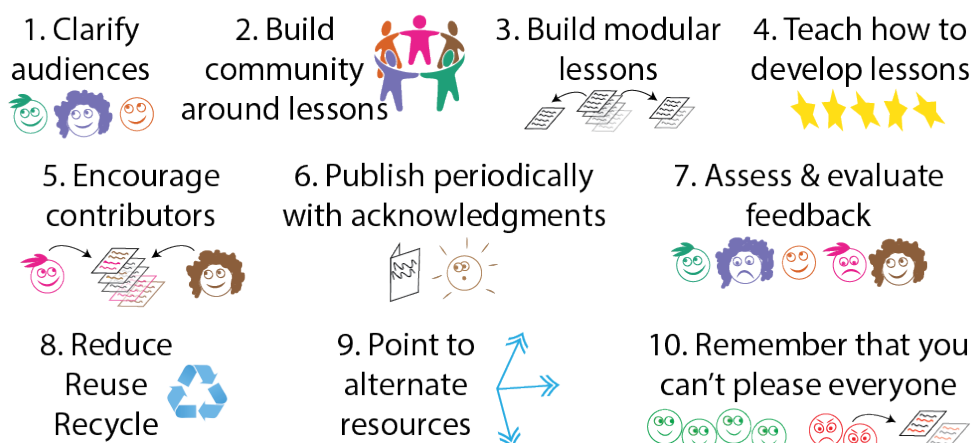 1. Clarify
audiences
2. Build
community
around lessons
3. Build modular
lessons
4. Teach how to
develop lessons
5. Encourage
contributors
6. Publish periodically
with acknowledgments
7. Assess & evaluate
feedback
8. Reduce
Reuse
Recycle
9. Point to
alternate
resources
10. Remember that you
can’t please everyone